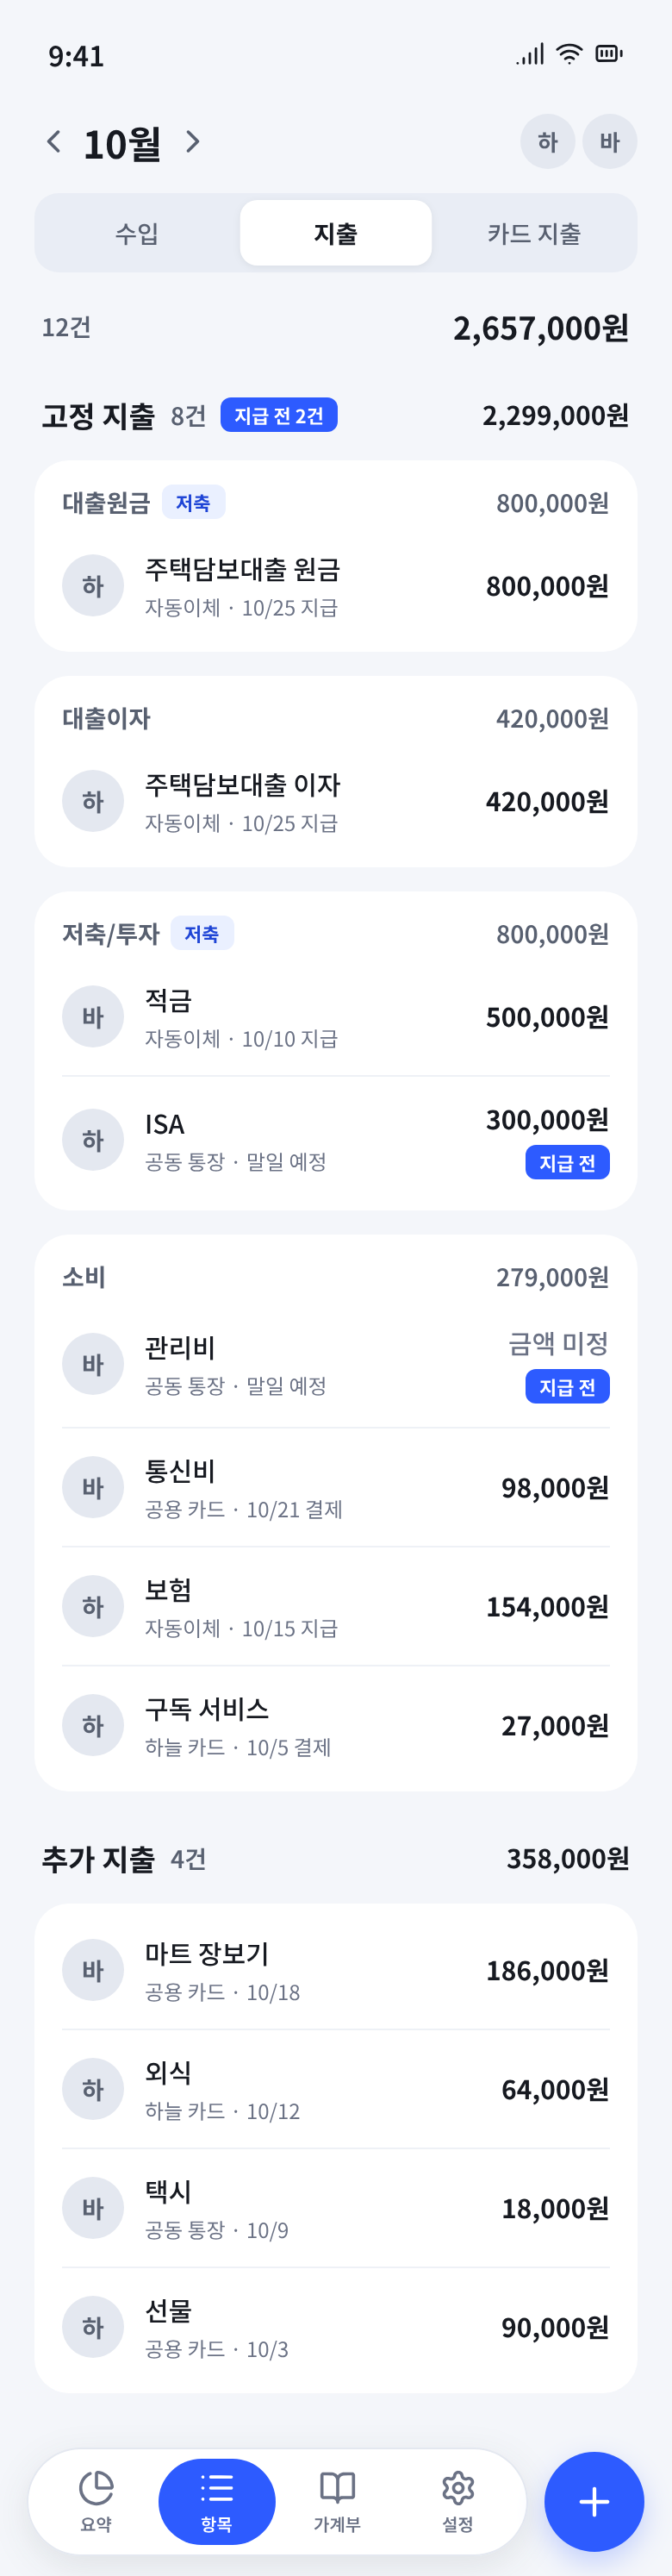 9:41
10월
하 바
수입 지출 카드 지출
12건 2,657,000원
고정 지출 8건 지급 전 2건 2,299,000원
대출원금 저축 800,000원
하 주택담보대출 원금 800,000원
자동이체 · 10/25 지급
대출이자 420,000원
하 주택담보대출 이자 420,000원
자동이체 · 10/25 지급
저축/투자 저축 800,000원
바 적금 500,000원
자동이체 · 10/10 지급
하 ISA 300,000원
공동 통장 · 말일 예정 지급 전
소비 279,000원
바 관리비 금액 미정
공동 통장 · 말일 예정 지급 전
바 통신비 98,000원
공용 카드 · 10/21 결제
하 보험 154,000원
자동이체 · 10/15 지급
하 구독 서비스 27,000원
하늘 카드 · 10/5 결제
추가 지출 4건 358,000원
바 마트 장보기 186,000원
공용 카드 · 10/18
하 외식 64,000원
하늘 카드 · 10/12
바 택시 18,000원
공동 통장 · 10/9
하 선물 90,000원
공용 카드 · 10/3
요약 항목 가계부 설정